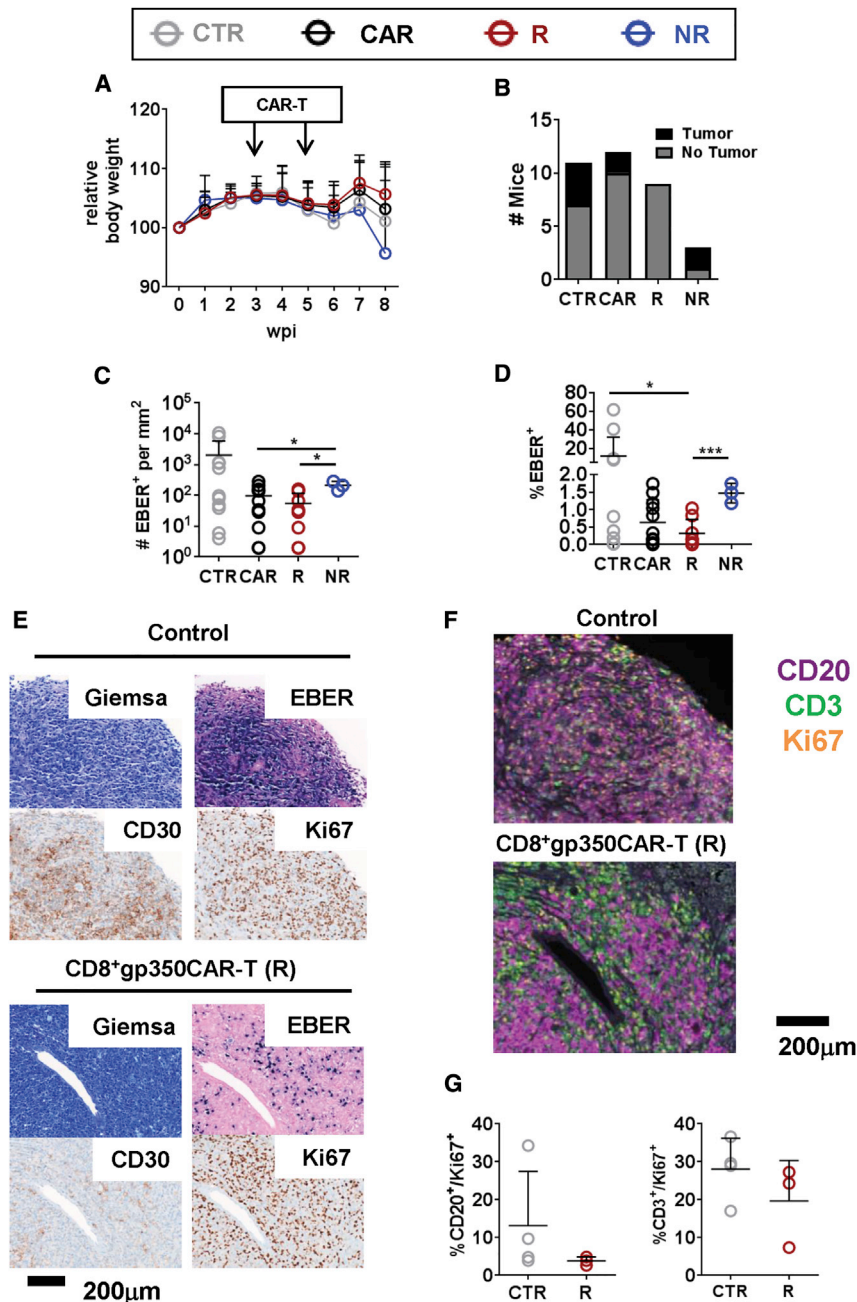 CTR CAR R NR
A
CAR-T
120
110
100
90
relative
body weight
0 1 2 3 4 5 6 7 8
wpi
B
15
10
5
0
# Mice
Tumor
No Tumor
CTR CAR R NR
C
10⁵
10⁴
10³
10²
10¹
10⁰
# EBER⁺ per mm²
*
*
CTR CAR R NR
D
80
60
40
20
2.0
1.5
1.0
0.5
0.0
%EBER⁺
*
***
CTR CAR R NR
E
Control
Giemsa EBER
CD30 Ki67
CD8⁺gp350CAR-T (R)
Giemsa EBER
CD30 Ki67
200μm
F
Control
CD8⁺gp350CAR-T (R)
CD20
CD3
Ki67
200μm
G
40
30
20
10
0
%CD20⁺/Ki67⁺
CTR R
40
30
20
10
0
%CD3⁺/Ki67⁺
CTR R